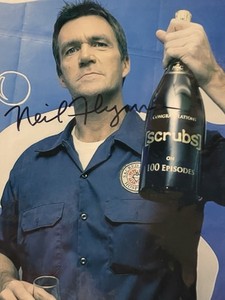 Neil Flynn
CONGRATULATIONS
[scrubs]
on
100 EPISODES